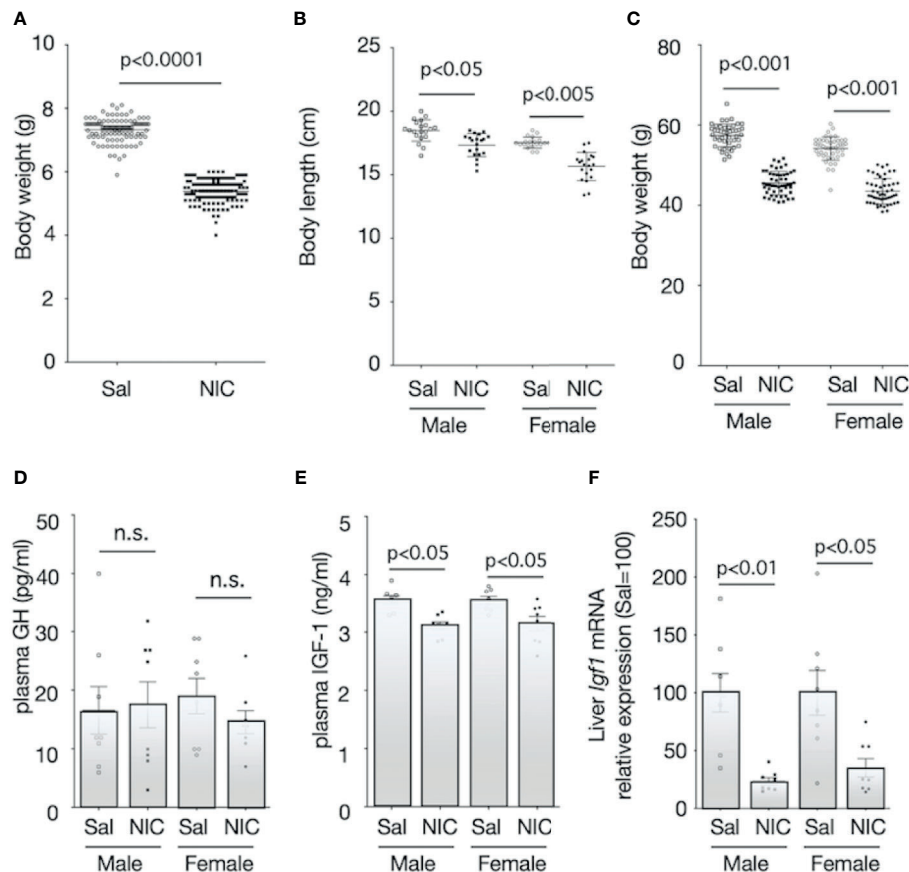 A
Body weight (g)
10
8
6
4
2
0
p<0.0001
Sal NIC
B
Body length (cm)
25
20
15
10
5
0
p<0.05
p<0.005
Sal NIC Sal NIC
Male Female
C
Body weight (g)
80
60
40
20
0
p<0.001
p<0.001
Sal NIC Sal NIC
Male Female
D
plasma GH (pg/ml)
50
40
30
20
10
0
n.s.
n.s.
Sal NIC Sal NIC
Male Female
E
plasma IGF-1 (ng/ml)
5
4
3
2
1
0
p<0.05
p<0.05
Sal NIC Sal NIC
Male Female
F
Liver Igf1 mRNA
relative expression (Sal=100)
250
200
150
100
50
0
p<0.01
p<0.05
Sal NIC Sal NIC
Male Female